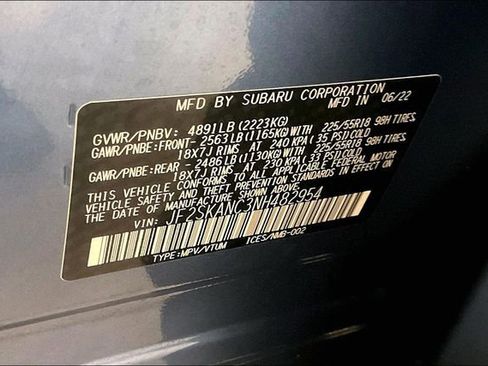 MFD BY SUBARU CORPORATION
MFD IN 06/22
GVWR/PNBV: 4891LB(2223KG)
GAWR/PNBE:FRONT- 2563LB(1165KG)WITH 225/55R18 98H TIRES
18X7J RIMS AT 240 KPA( 35 PSI)COLD
GAWR/PNBE:REAR - 2486LB(1130KG)WITH 225/55R18 98H TIRES
18X7J RIMS AT 230 KPA( 33 PSI)COLD
THIS VEHICLE CONFORMS TO ALL APPLICABLE FEDERAL MOTOR
VEHICLE SAFETY, BUMPER, AND THEFT PREVENTION STANDARDS
IN EFFECT ON THE DATE OF MANUFACTURE SHOWN ABOVE.
VIN: JF2SKANC3NH482954
TYPE:MPV/VTUM ICES/NMB-002